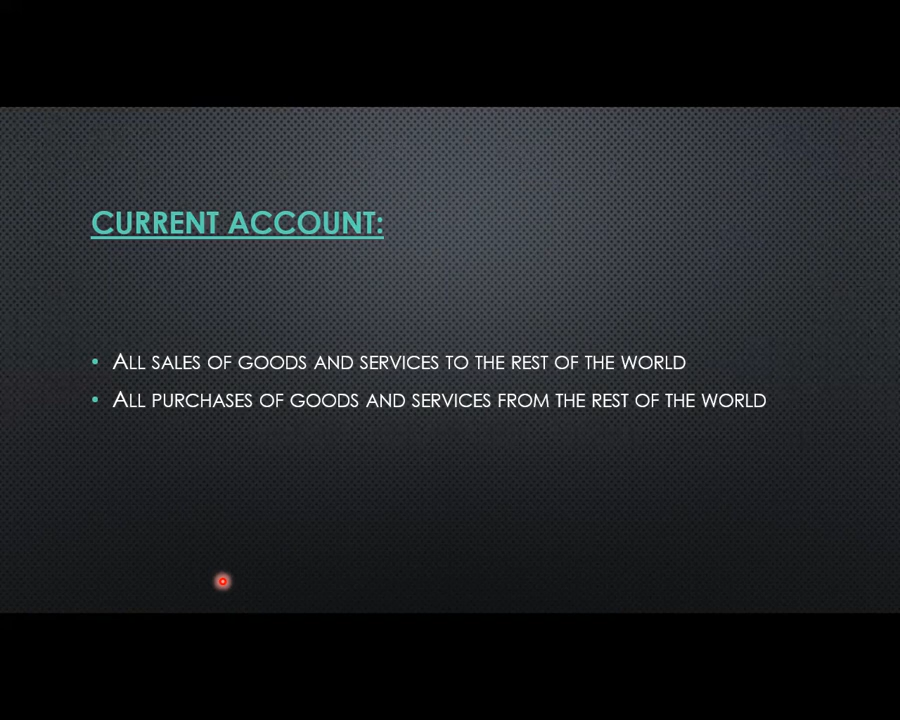 CURRENT ACCOUNT:
ALL SALES OF GOODS AND SERVICES TO THE REST OF THE WORLD
ALL PURCHASES OF GOODS AND SERVICES FROM THE REST OF THE WORLD